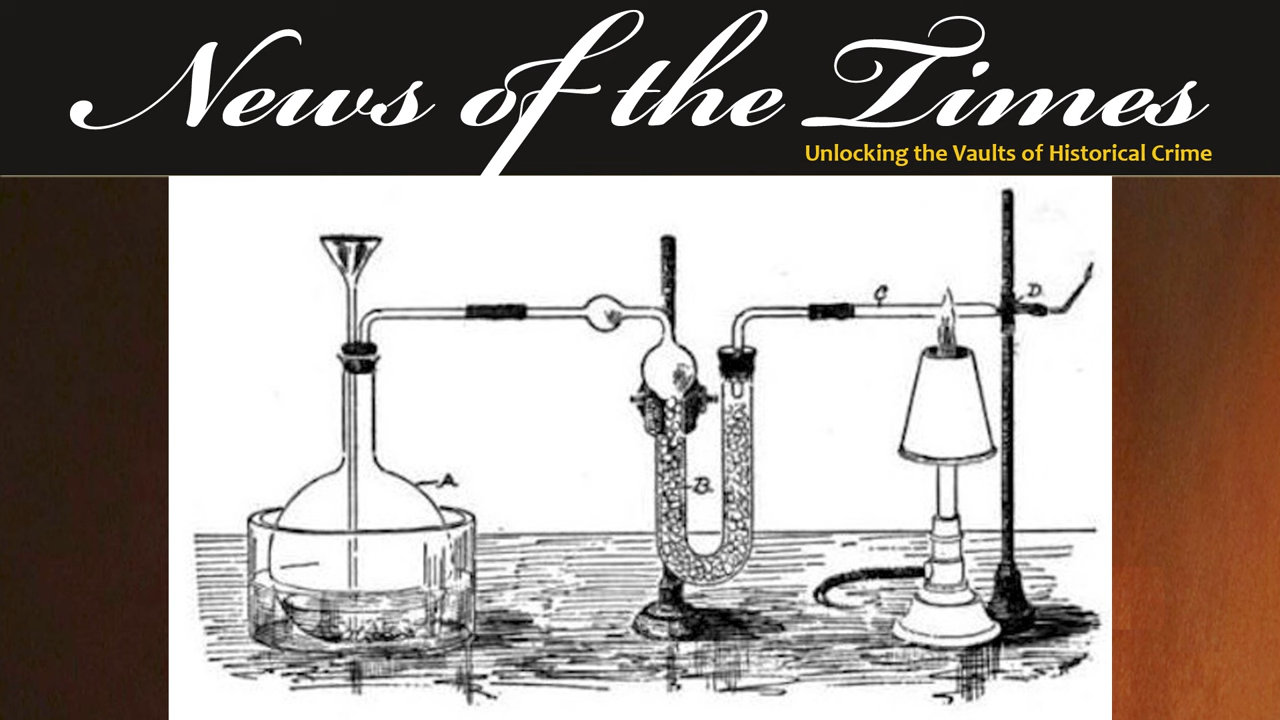 News of the Times
Unlocking the Vaults of Historical Crime
C
D.
A
B.